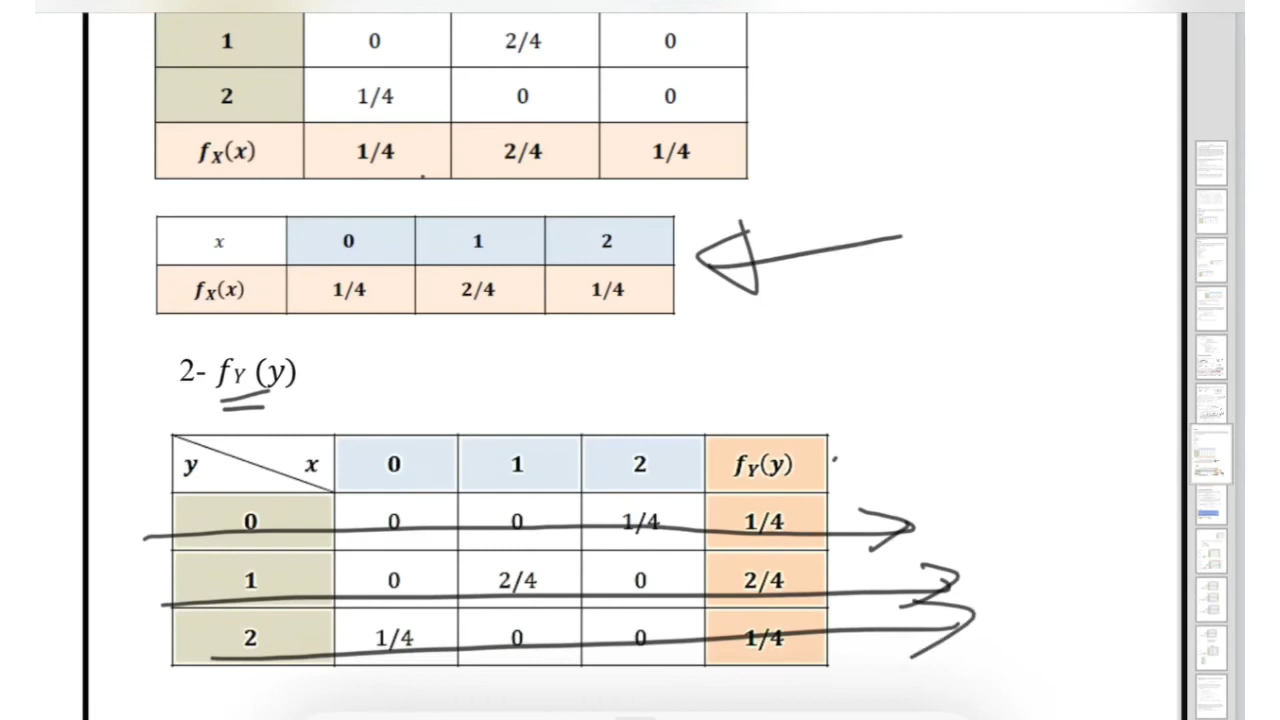 1 0 2/4 0
2 1/4 0 0
fX(x) 1/4 2/4 1/4
x 0 1 2
fX(x) 1/4 2/4 1/4
2- fY (y)
y x 0 1 2 fY(y)
0 0 0 1/4 1/4
1 0 2/4 0 2/4
2 1/4 0 0 1/4